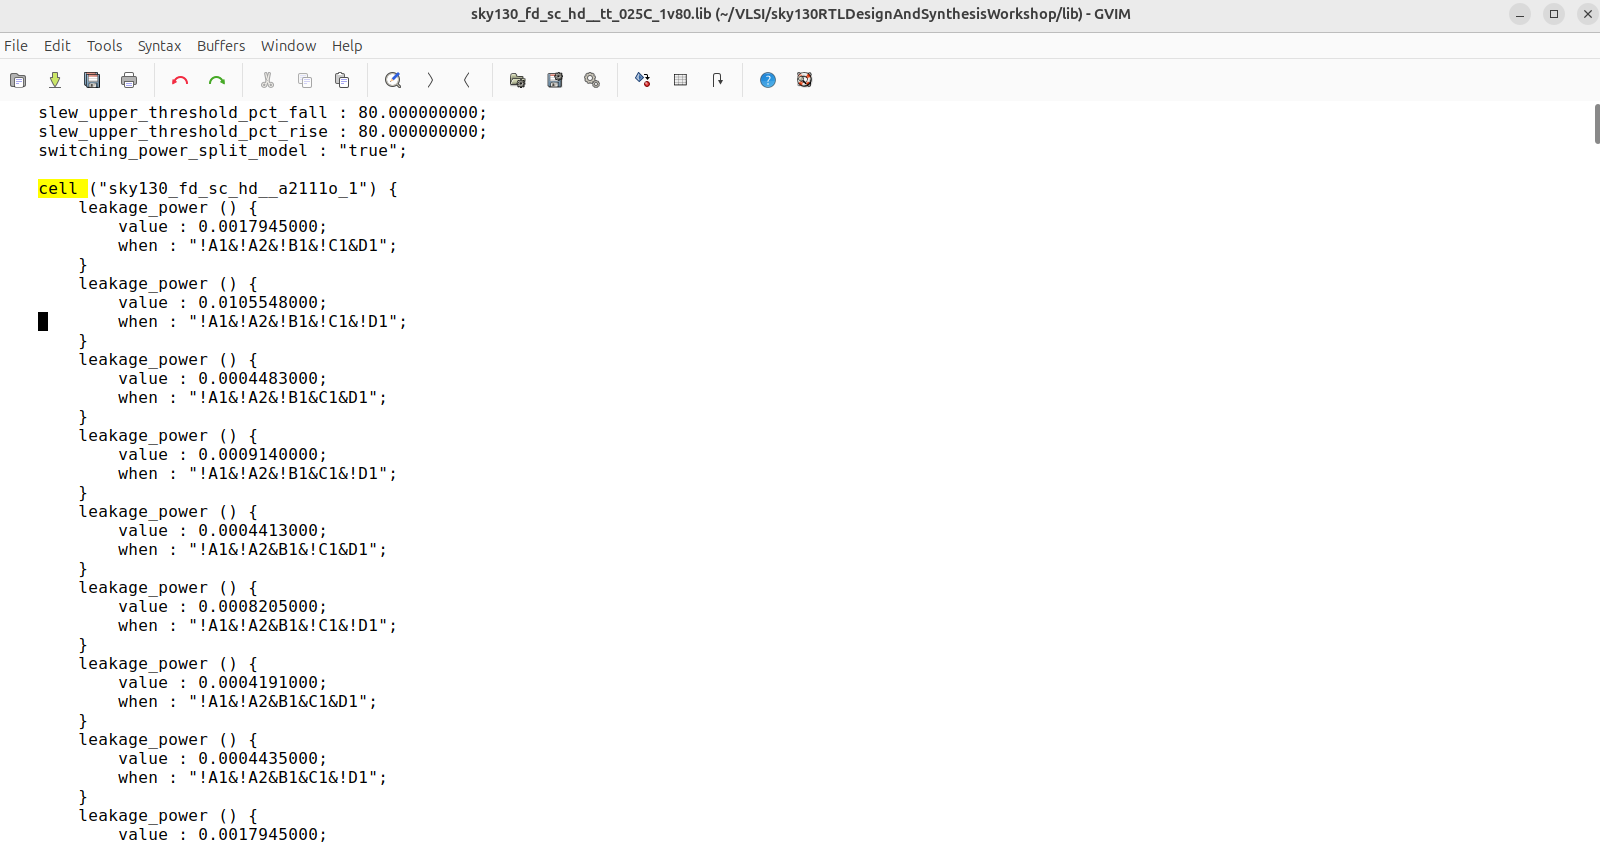 sky130_fd_sc_hd__tt_025C_1v80.lib (~/VLSI/sky130RTLDesignAndSynthesisWorkshop/lib) - GVIM
File Edit Tools Syntax Buffers Window Help
slew_upper_threshold_pct_fall : 80.000000000;
slew_upper_threshold_pct_rise : 80.000000000;
switching_power_split_model : "true";
cell ("sky130_fd_sc_hd__a2111o_1") {
leakage_power () {
value : 0.0017945000;
when : "!A1&!A2&!B1&!C1&D1";
}
leakage_power () {
value : 0.0105548000;
when : "!A1&!A2&!B1&!C1&!D1";
}
leakage_power () {
value : 0.0004483000;
when : "!A1&!A2&!B1&C1&D1";
}
leakage_power () {
value : 0.0009140000;
when : "!A1&!A2&!B1&C1&!D1";
}
leakage_power () {
value : 0.0004413000;
when : "!A1&!A2&B1&!C1&D1";
}
leakage_power () {
value : 0.0008205000;
when : "!A1&!A2&B1&!C1&!D1";
}
leakage_power () {
value : 0.0004191000;
when : "!A1&!A2&B1&C1&D1";
}
leakage_power () {
value : 0.0004435000;
when : "!A1&!A2&B1&C1&!D1";
}
leakage_power () {
value : 0.0017945000;